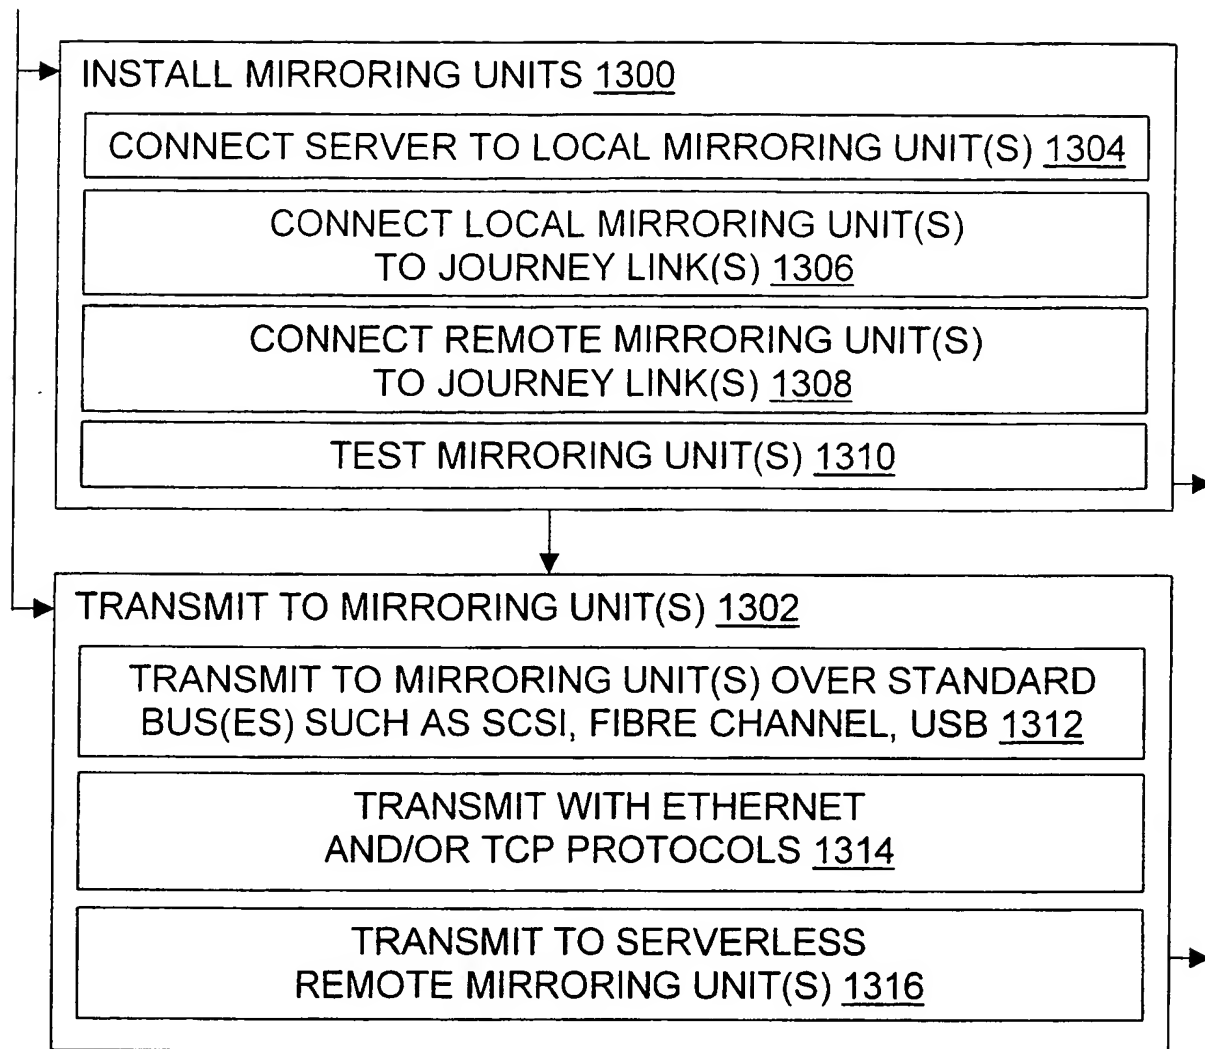 INSTALL MIRRORING UNITS 1300
CONNECT SERVER TO LOCAL MIRRORING UNIT(S) 1304
CONNECT LOCAL MIRRORING UNIT(S)
TO JOURNEY LINK(S) 1306
CONNECT REMOTE MIRRORING UNIT(S)
TO JOURNEY LINK(S) 1308
TEST MIRRORING UNIT(S) 1310
TRANSMIT TO MIRRORING UNIT(S) 1302
TRANSMIT TO MIRRORING UNIT(S) OVER STANDARD
BUS(ES) SUCH AS SCSI, FIBRE CHANNEL, USB 1312
TRANSMIT WITH ETHERNET
AND/OR TCP PROTOCOLS 1314
TRANSMIT TO SERVERLESS
REMOTE MIRRORING UNIT(S) 1316